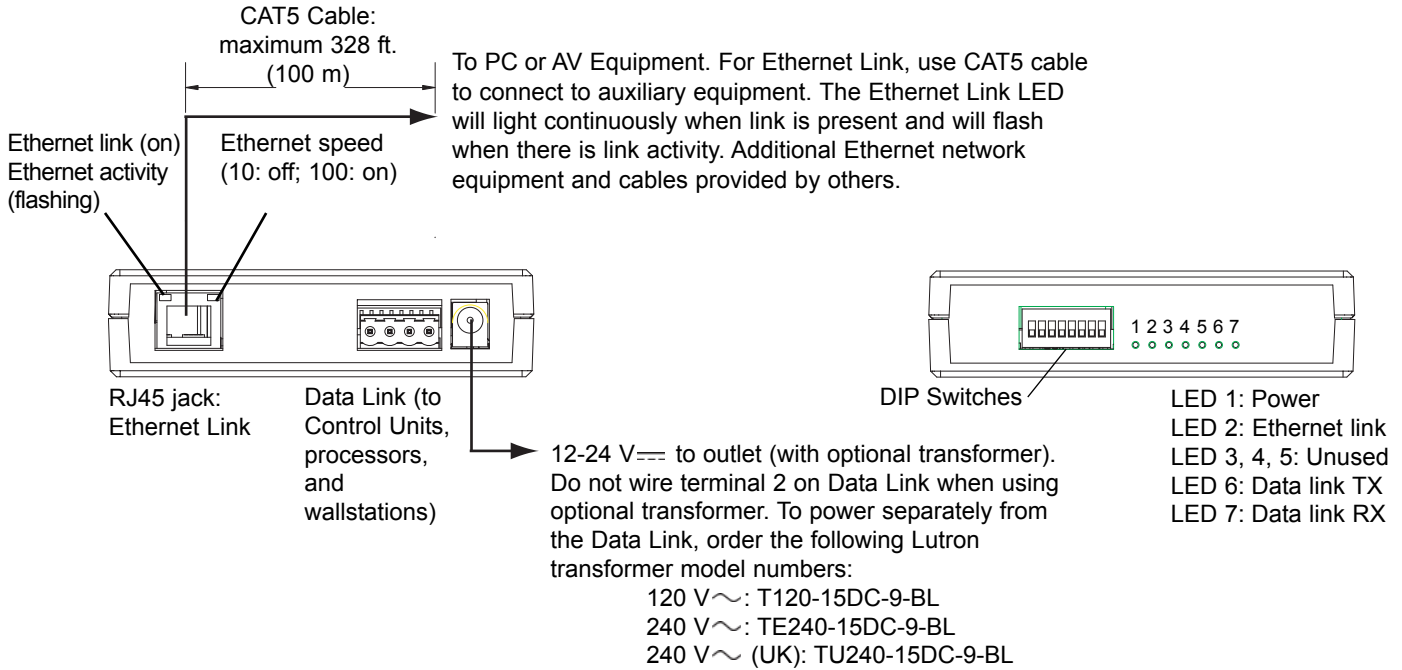 CAT5 Cable:
maximum 328 ft.
(100 m)
To PC or AV Equipment. For Ethernet Link, use CAT5 cable
to connect to auxiliary equipment. The Ethernet Link LED
will light continuously when link is present and will flash
when there is link activity. Additional Ethernet network
equipment and cables provided by others.
Ethernet link (on)
Ethernet activity
(flashing)
Ethernet speed
(10: off; 100: on)
1 2 3 4 5 6 7
RJ45 jack:
Ethernet Link
Data Link (to
Control Units,
processors,
and
wallstations)
DIP Switches
LED 1: Power
LED 2: Ethernet link
LED 3, 4, 5: Unused
LED 6: Data link TX
LED 7: Data link RX
12-24 V⎓ to outlet (with optional transformer).
Do not wire terminal 2 on Data Link when using
optional transformer. To power separately from
the Data Link, order the following Lutron
transformer model numbers:
120 V～: T120-15DC-9-BL
240 V～: TE240-15DC-9-BL
240 V～ (UK): TU240-15DC-9-BL